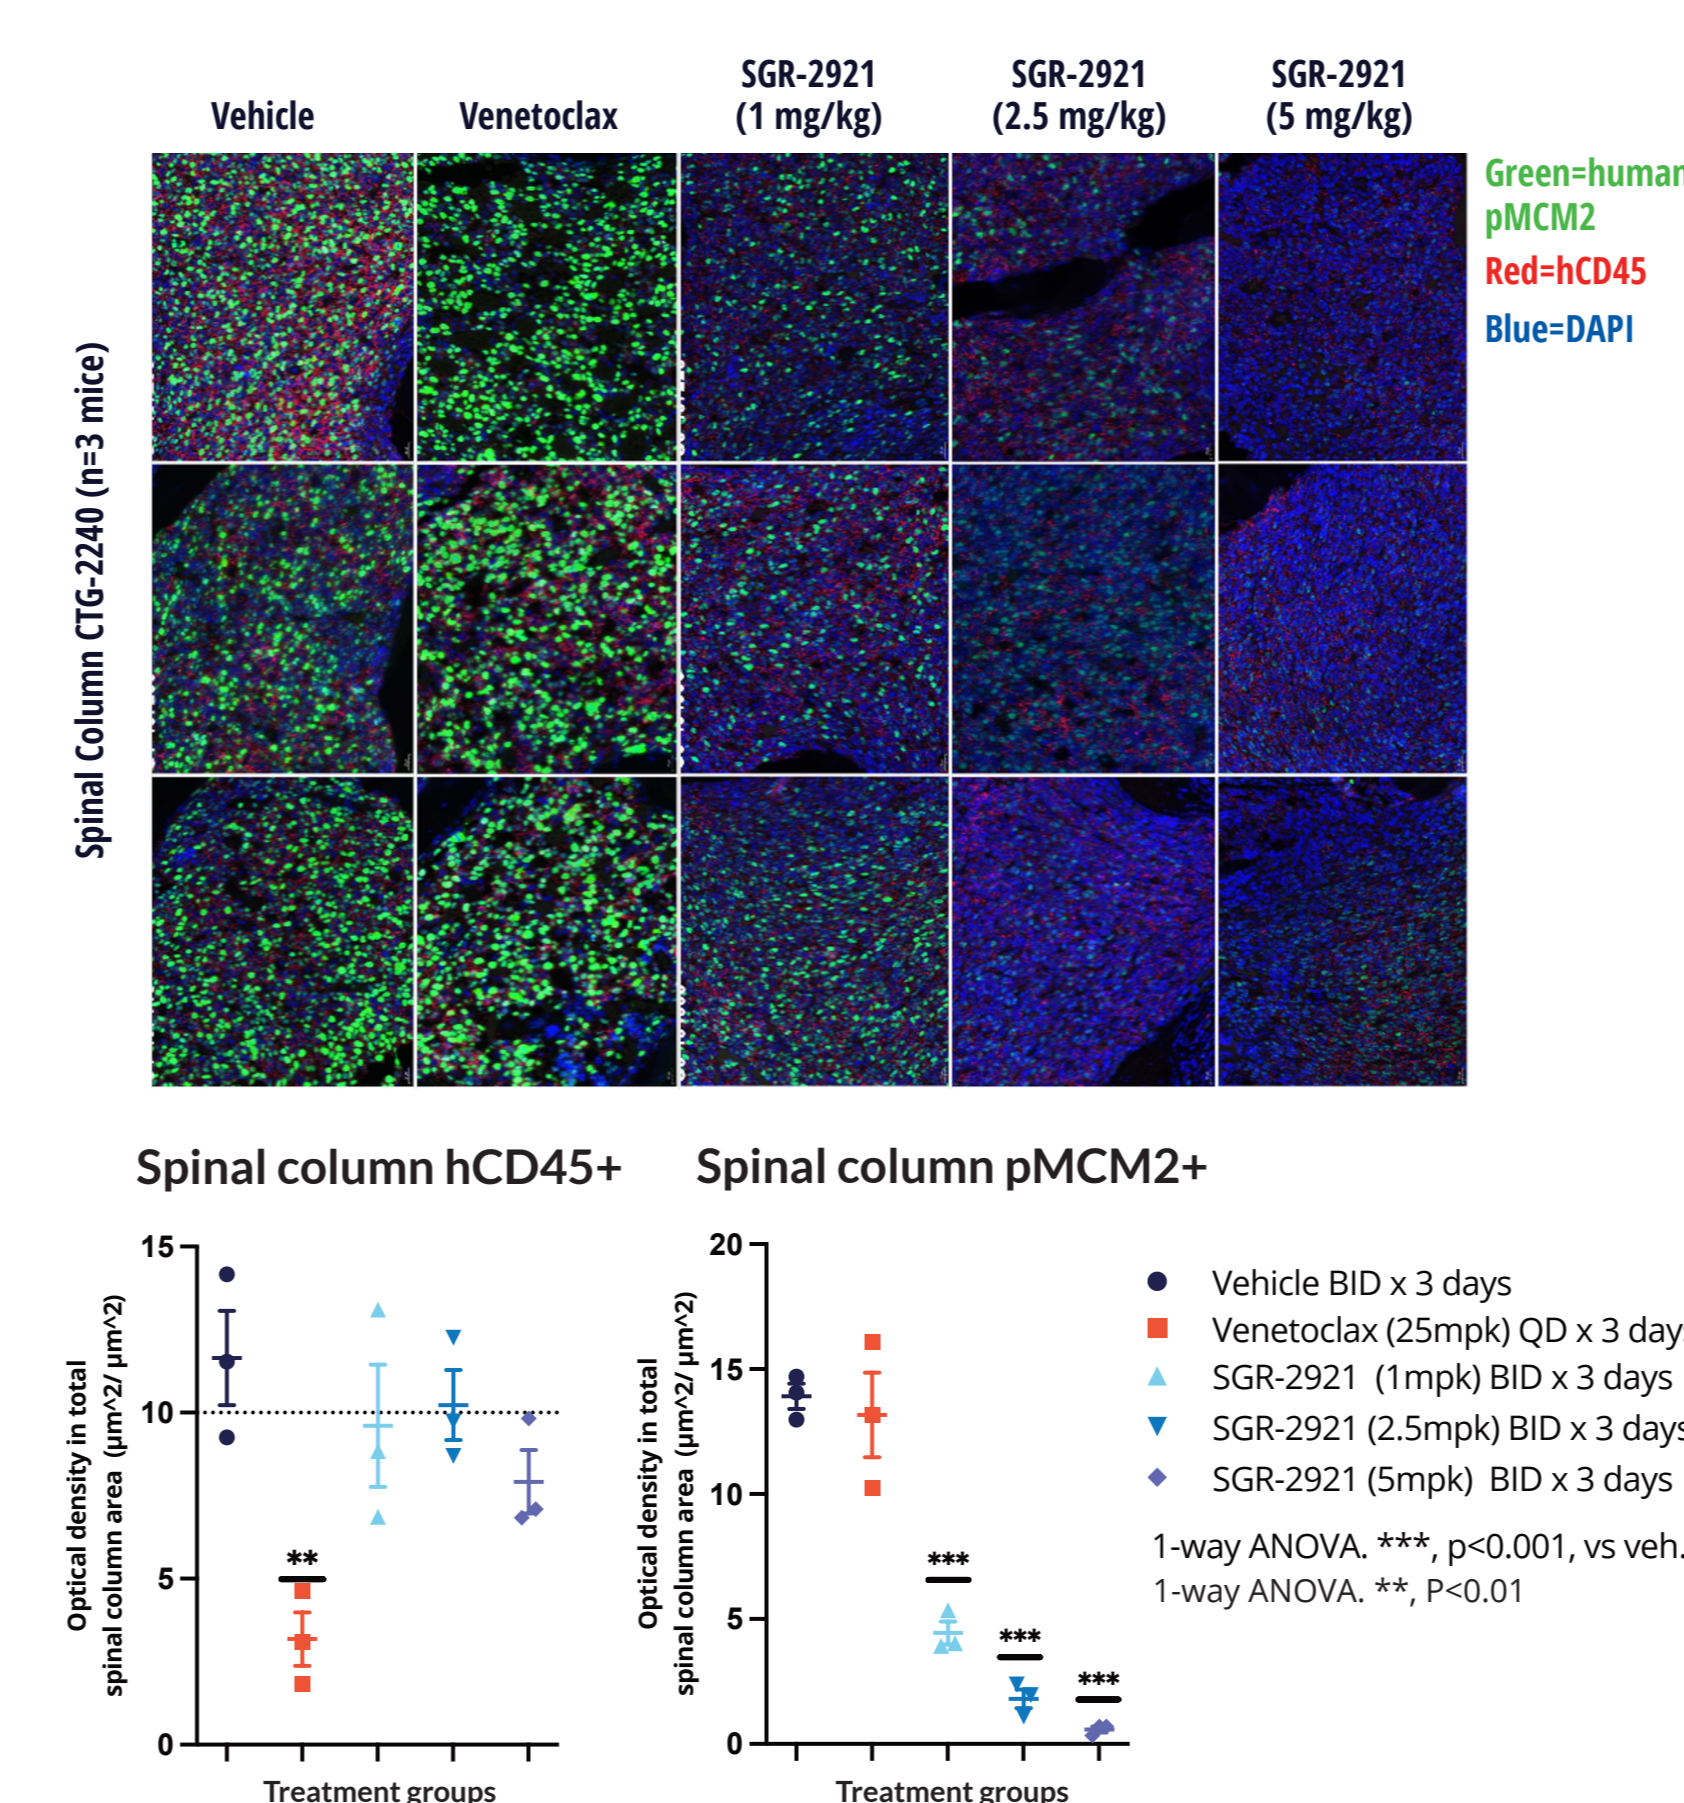 Vehicle
Venetoclax
SGR-2921
(1 mg/kg)
SGR-2921
(2.5 mg/kg)
SGR-2921
(5 mg/kg)
Green=human
pMCM2
Red=hCD45
Blue=DAPI
Spinal Column CTG-2240 (n=3 mice)
Spinal column hCD45+
15
10
5
0
Optical density in total
spinal column area (µm^2/ µm^2)
**
Treatment groups
Spinal column pMCM2+
20
15
10
5
0
Optical density in total
spinal column area (µm^2/ µm^2)
***
***
***
Treatment groups
Vehicle BID x 3 days
Venetoclax (25mpk) QD x 3 days
SGR-2921 (1mpk) BID x 3 days
SGR-2921 (2.5mpk) BID x 3 days
SGR-2921 (5mpk) BID x 3 days
1-way ANOVA. ***, p<0.001, vs veh.
1-way ANOVA. **, P<0.01